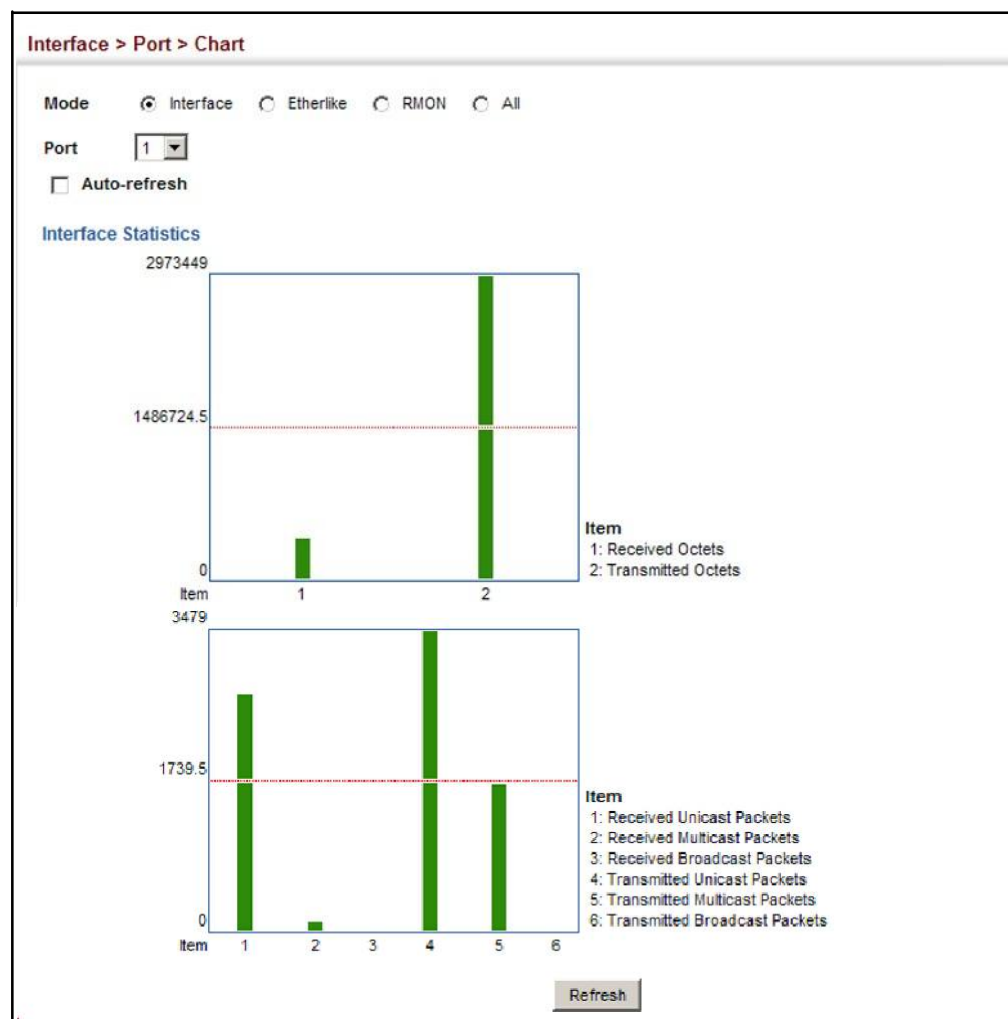 Interface > Port > Chart
Mode Interface Etherlike RMON All
Port 1
Auto-refresh
Interface Statistics
2973449
1486724.5
0
Item 1 2
Item
1: Received Octets
2: Transmitted Octets
3479
1739.5
0
Item 1 2 3 4 5 6
Item
1: Received Unicast Packets
2: Received Multicast Packets
3: Received Broadcast Packets
4: Transmitted Unicast Packets
5: Transmitted Multicast Packets
6: Transmitted Broadcast Packets
Refresh